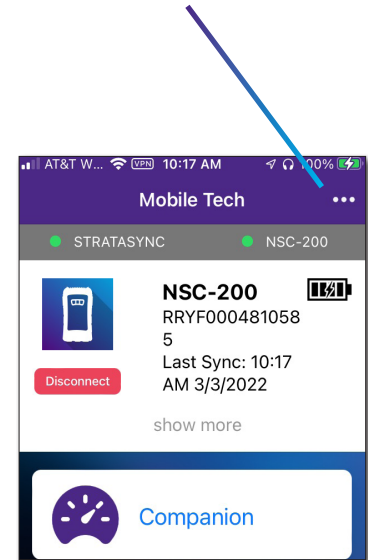 AT&T W... VPN 10:17 AM 100%
Mobile Tech
STRATASYNC NSC-200
NSC-200
RRYF000481058
5
Last Sync: 10:17
AM 3/3/2022
Disconnect
show more
Companion